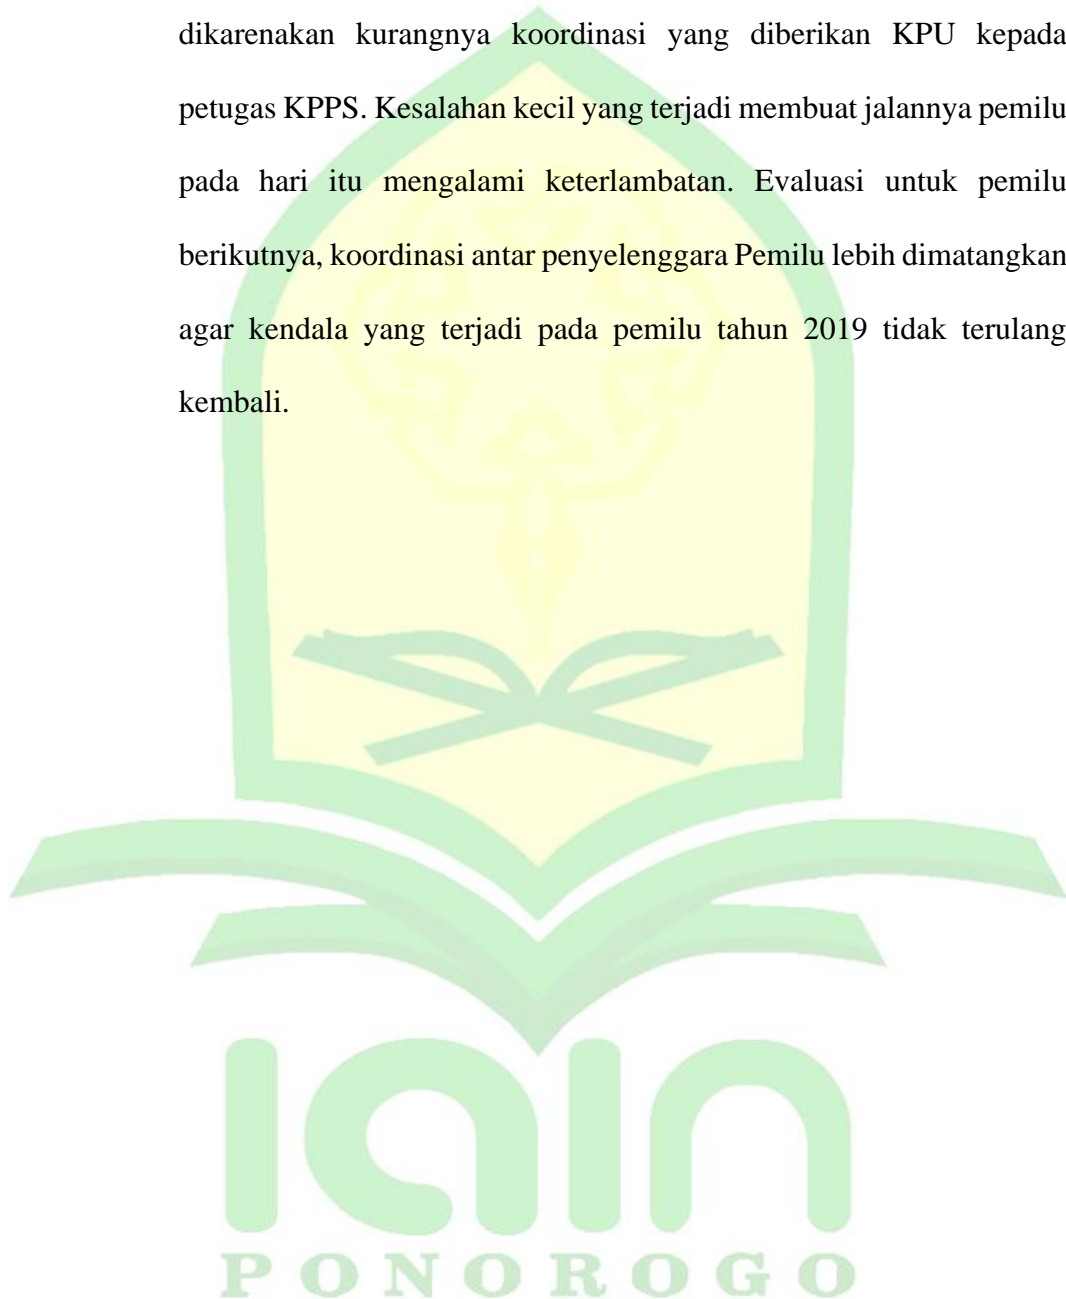 dikarenakan kurangnya koordinasi yang diberikan KPU kepada
petugas KPPS. Kesalahan kecil yang terjadi membuat jalannya pemilu
pada hari itu mengalami keterlambatan. Evaluasi untuk pemilu
berikutnya, koordinasi antar penyelenggara Pemilu lebih dimatangkan
agar kendala yang terjadi pada pemilu tahun 2019 tidak terulang
kembali.
iain
PONOROGO